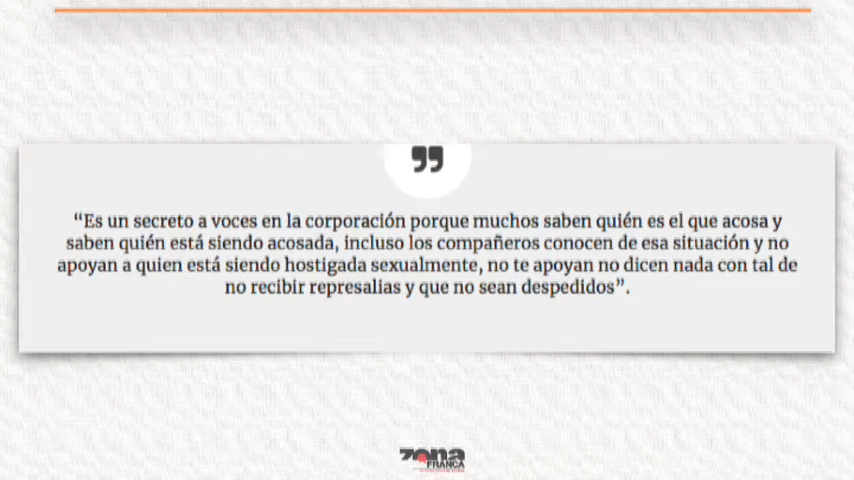 ”
“Es un secreto a voces en la corporación porque muchos saben quién es el que acosa y
saben quién está siendo acosada, incluso los compañeros conocen de esa situación y no
apoyan a quien está siendo hostigada sexualmente, no te apoyan no dicen nada con tal de
no recibir represalias y que no sean despedidos”.
zona
FRANCA